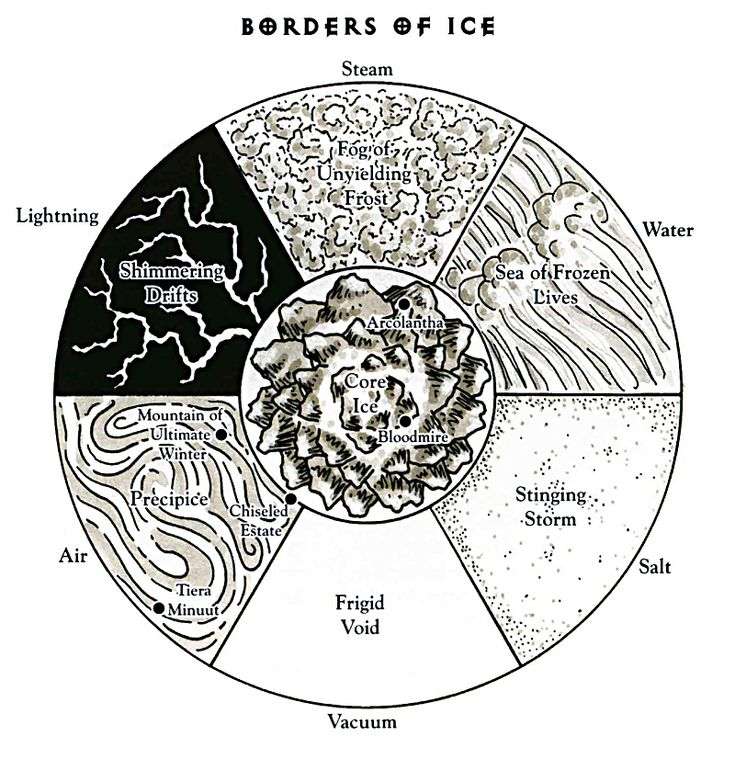 BORDERS OF ICE
Steam
Fog of
Unyielding
Frost
Lightning
Shimmering
Drifts
Water
Sea of Frozen
Lives
Arcolantha
Core
Ice
Bloodmire
Mountain of
Ultimate
Winter
Precipice
Chiseled
Estate
Air
Tiera
Minuut
Stinging
Storm
Salt
Frigid
Void
Vacuum